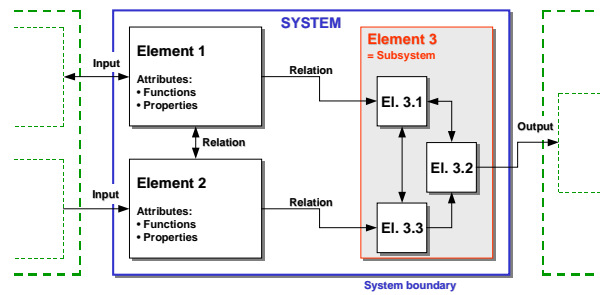 SYSTEM
Element 1
Attributes:
• Functions
• Properties
Input
Relation
Element 3
= Subsystem
El. 3.1
Relation
Output
El. 3.2
Element 2
Attributes:
• Functions
• Properties
Input
Relation
El. 3.3
System boundary